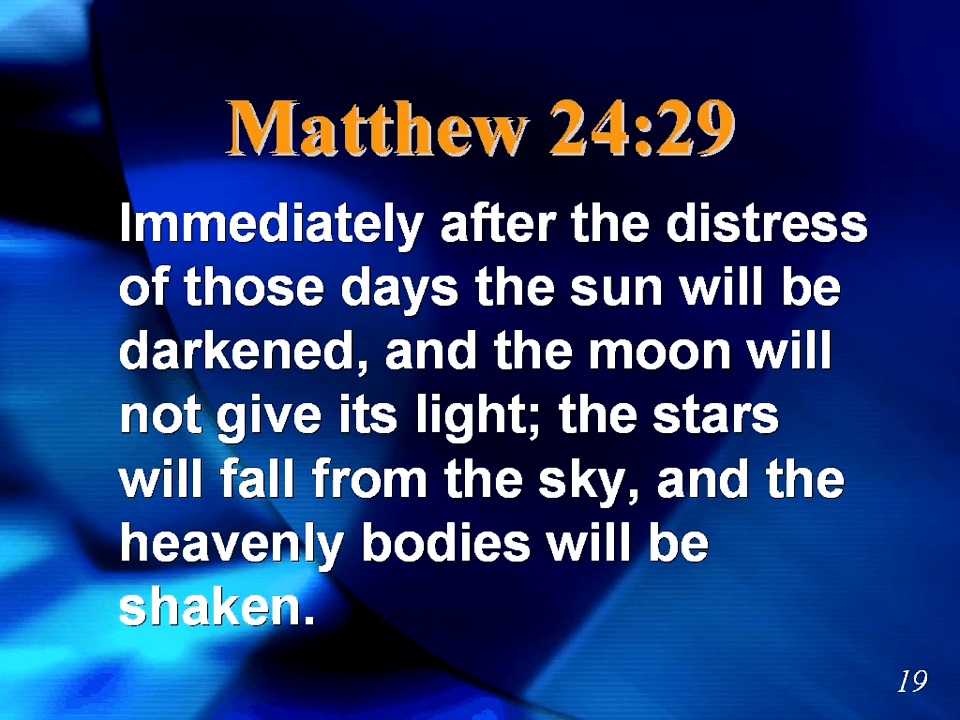 Matthew 24:29
Immediately after the distress
of those days the sun will be
darkened, and the moon will
not give its light; the stars
will fall from the sky, and the
heavenly bodies will be
shaken.
19